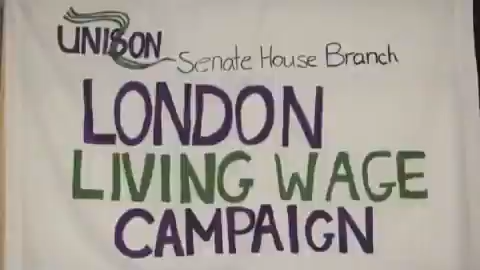 UNISON
Senate House Branch
LONDON
LIVING WAGE
CAMPAIGN